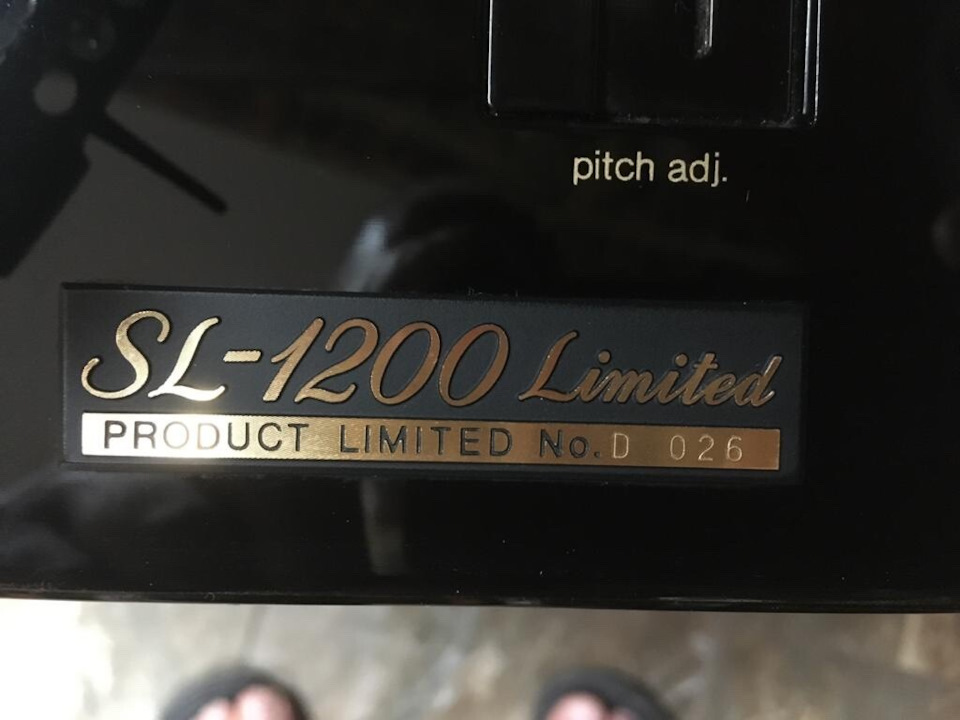 pitch adj.
SL-1200 Limited
PRODUCT LIMITED No. D 026